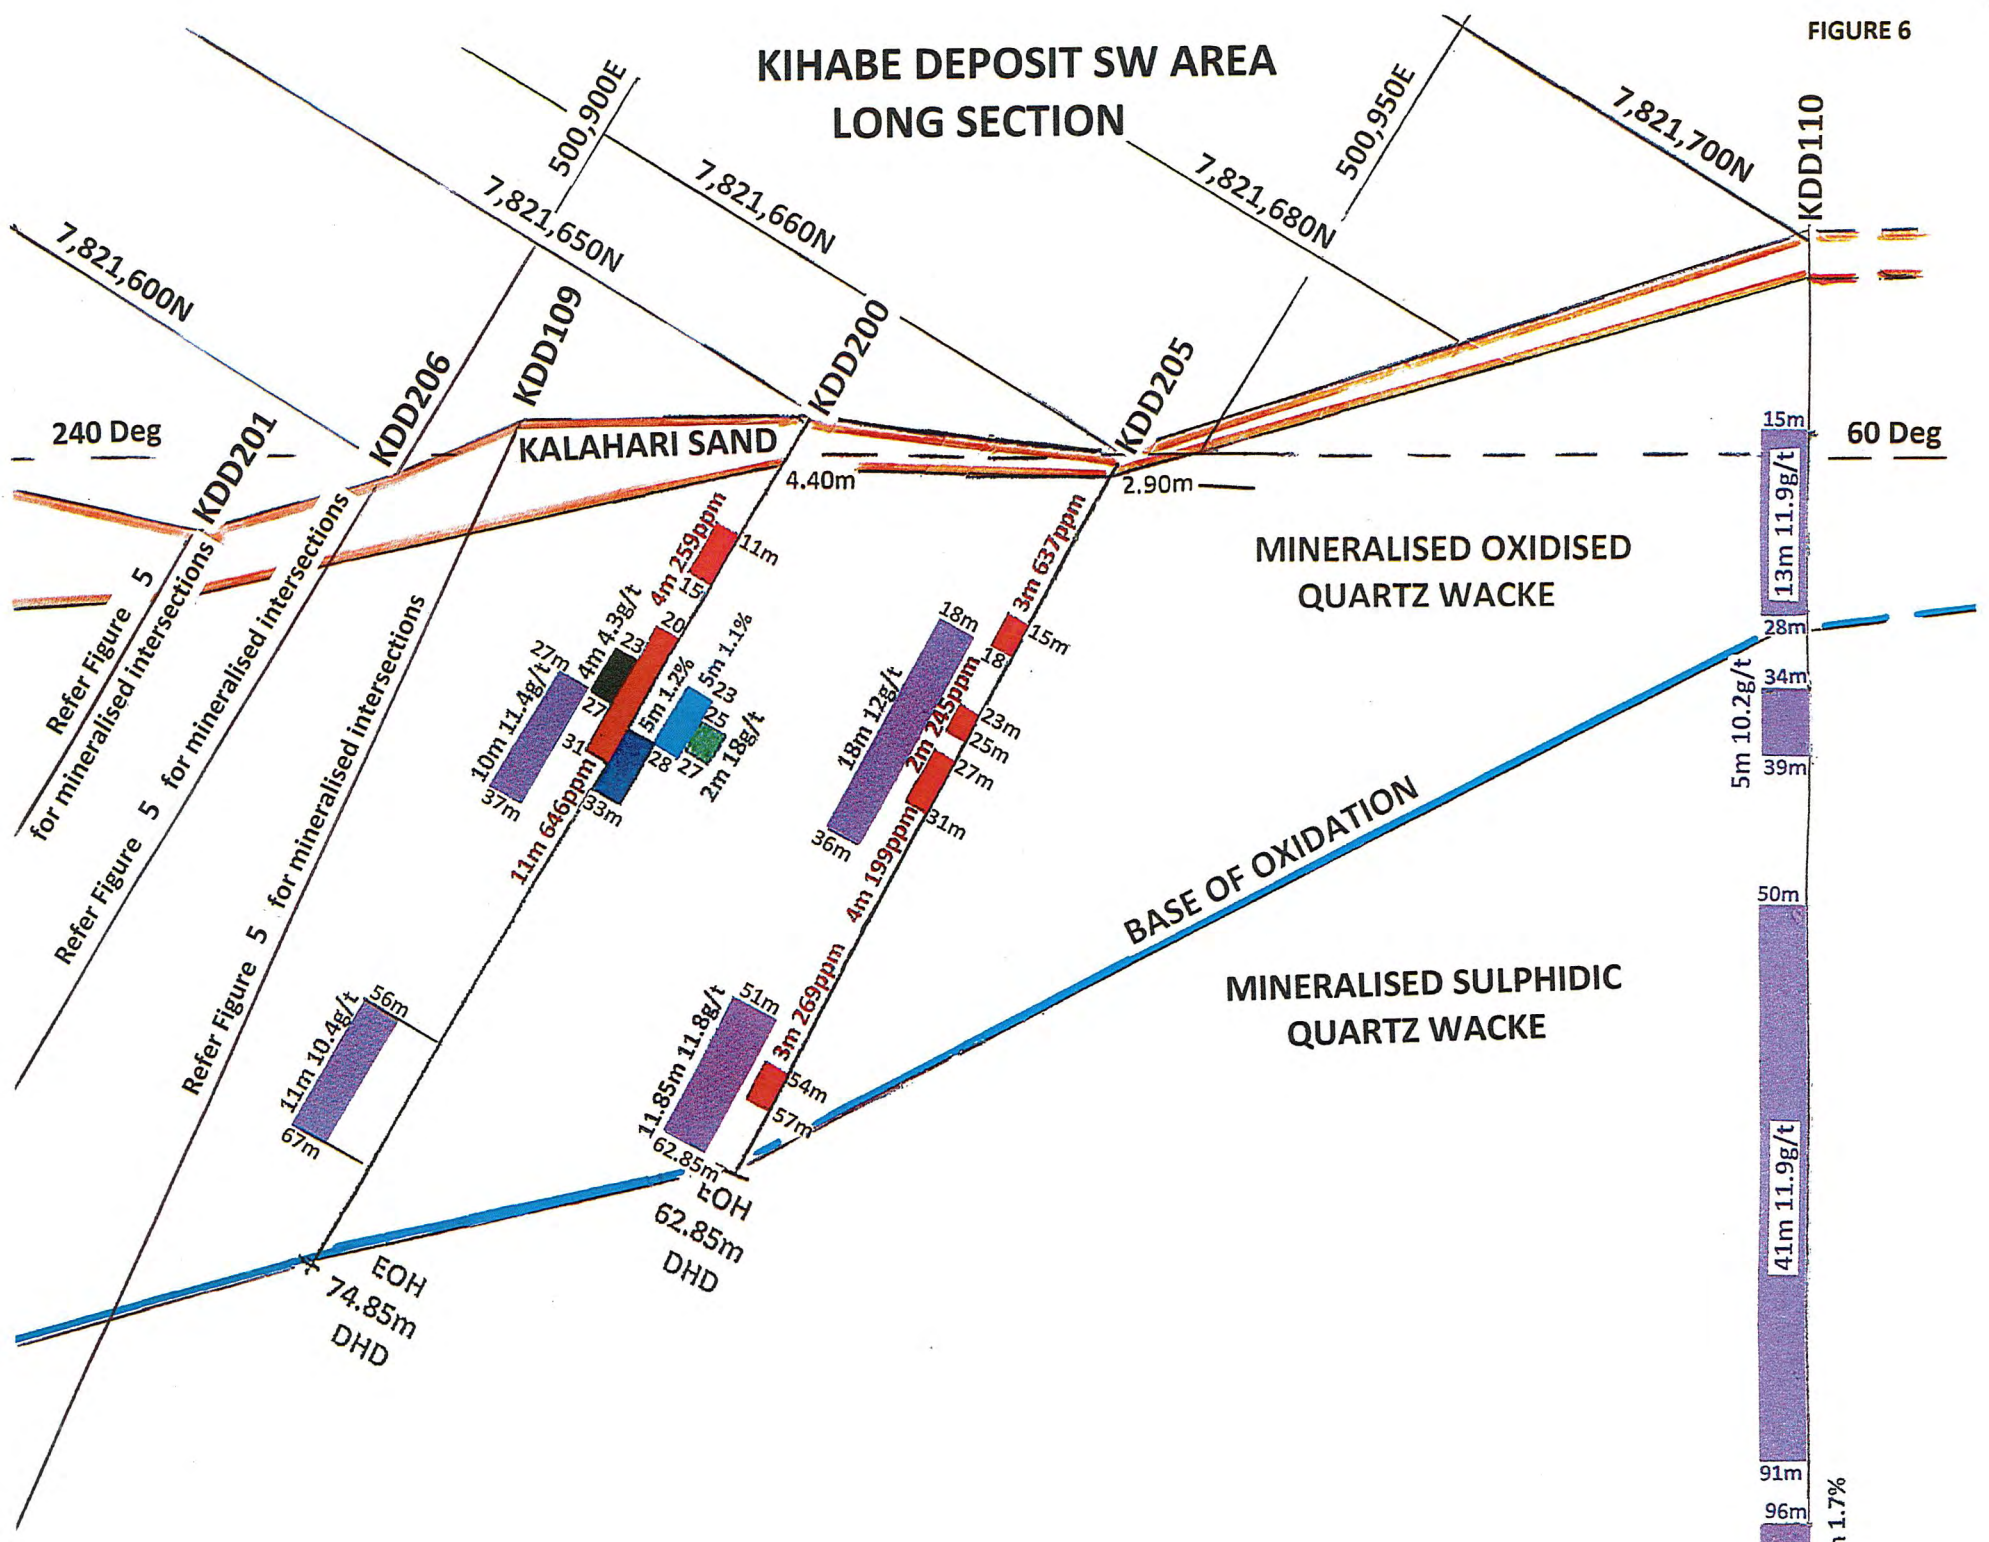 FIGURE 6
KIHABE DEPOSIT SW AREA
LONG SECTION
500,900E
500,950E
7,821,700N
KDD110
7,821,680N
7,821,660N
7,821,650N
7,821,600N
KDD109
KDD200
KDD205
KDD206
KDD201
240 Deg
60 Deg
KALAHARI SAND
4.40m
2.90m
MINERALISED OXIDISED
QUARTZ WACKE
Refer Figure 5
for mineralised intersections
Refer Figure 5 for mineralised intersections
Refer Figure 5 for mineralised intersections
4m 259ppm
11m
15
20
4m 4.3g/t
23
27
27m
10m 11.4g/t
37m
31
11m 646ppm
5m 1.2%
28
33m
5m 1.1%
23
25
27
2m 18g/t
11m 10.4g/t
56m
67m
EOH
74.85m
DHD
3m 637ppm
15m
18
18m
18m 12g/t
36m
2m 245ppm
23m
25m
27m
31m
4m 199ppm
11.85m 11.8g/t
51m
62.85m
3m 269ppm
54m
57m
EOH
62.85m
DHD
BASE OF OXIDATION
MINERALISED SULPHIDIC
QUARTZ WACKE
15m
13m 11.9g/t
28m
34m
5m 10.2g/t
39m
50m
41m 11.9g/t
91m
96m
1.7%